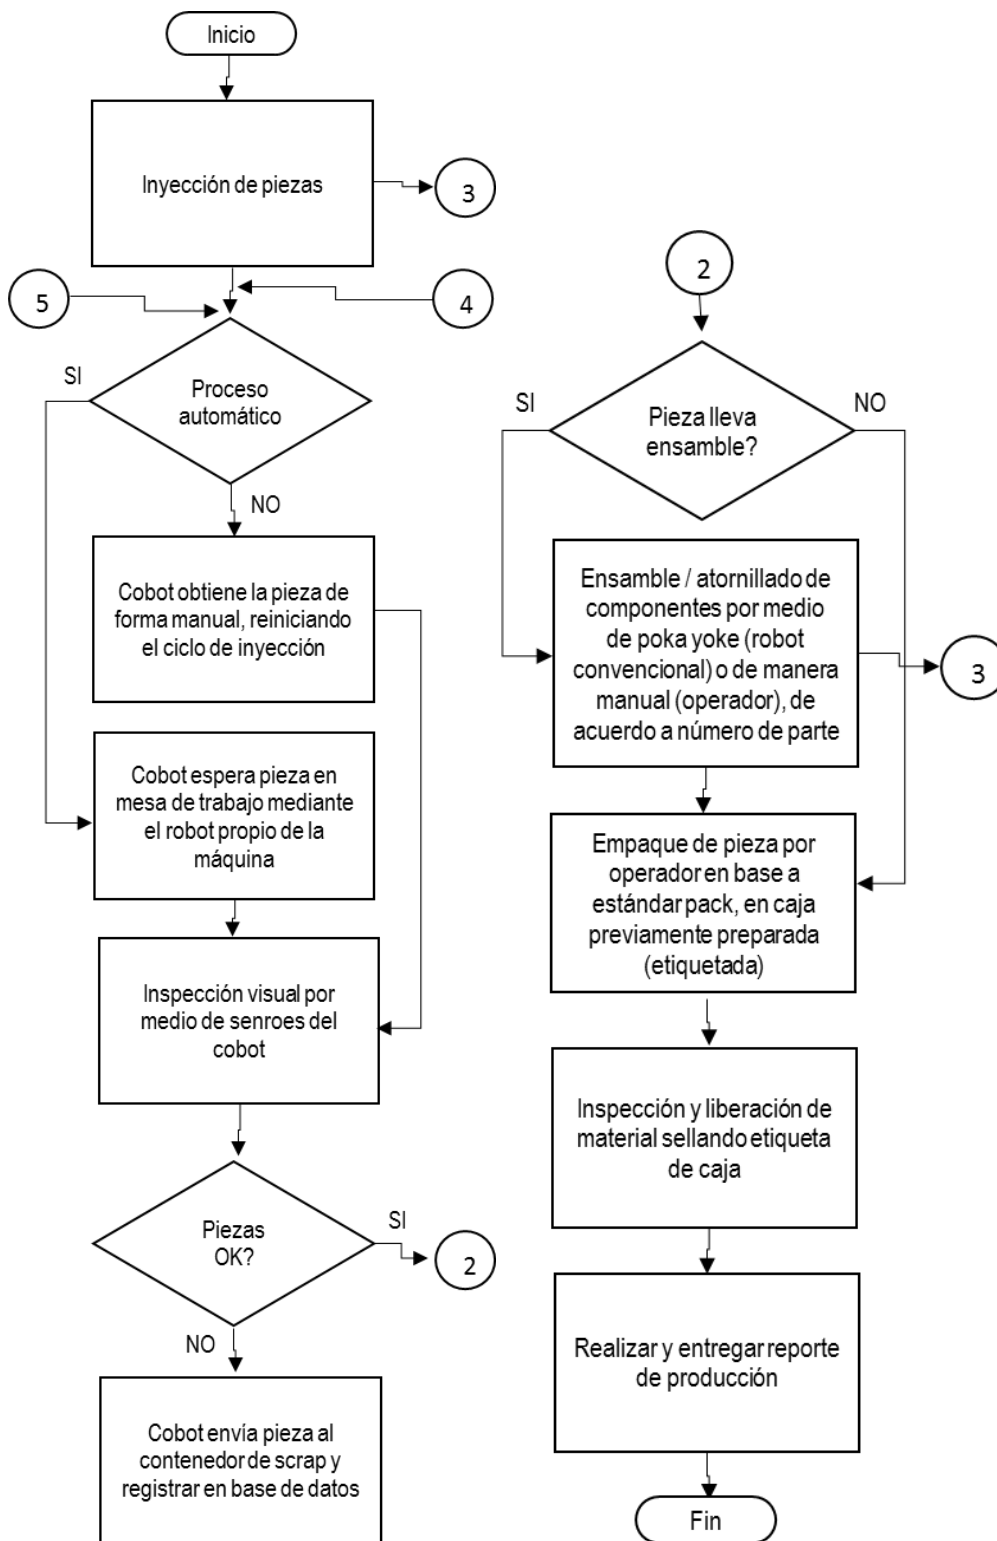 Inicio
Inyección de piezas
3
5
4
Proceso
automático
SI
NO
Cobot obtiene la pieza de
forma manual, reiniciando
el ciclo de inyección
Cobot espera pieza en
mesa de trabajo mediante
el robot propio de la
máquina
Inspección visual por
medio de senroes del
cobot
Piezas
OK?
SI
2
NO
Cobot envía pieza al
contenedor de scrap y
registrar en base de datos
2
Pieza lleva
ensamble?
SI
NO
Ensamble / atornillado de
componentes por medio
de poka yoke (robot
convencional) o de manera
manual (operador), de
acuerdo a número de parte
3
Empaque de pieza por
operador en base a
estándar pack, en caja
previamente preparada
(etiquetada)
Inspección y liberación de
material sellando etiqueta
de caja
Realizar y entregar reporte
de producción
Fin